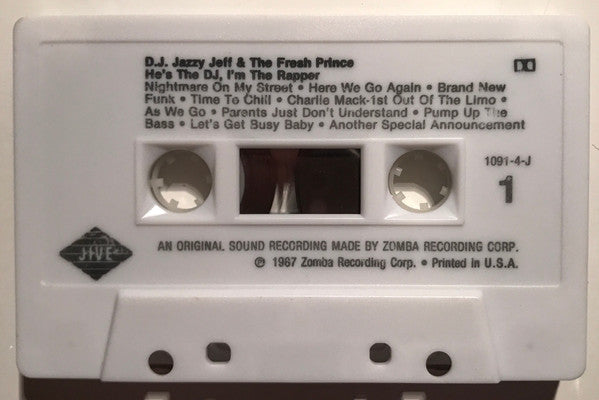 D.J. Jazzy Jeff & The Fresh Prince
He's The DJ, I'm The Rapper
Nightmare On My Street • Here We Go Again • Brand New
Funk • Time To Chill • Charlie Mack-1st Out Of The Limo •
As We Go • Parents Just Don't Understand • Pump Up The
Bass • Let's Get Busy Baby • Another Special Announcement
1091-4-J
1
JIVE
AN ORIGINAL SOUND RECORDING MADE BY ZOMBA RECORDING CORP.
℗ 1987 Zomba Recording Corp. • Printed in U.S.A.